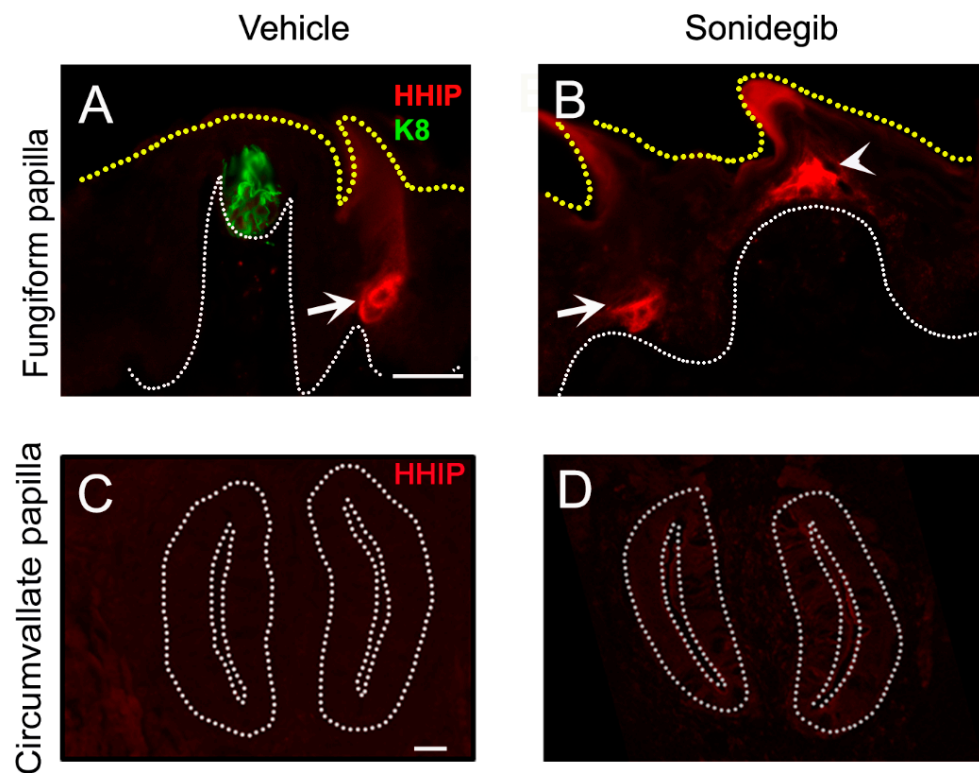 Vehicle
Sonidegib
Fungiform papilla
A
HHIP
K8
B
Circumvallate papilla
C
HHIP
D